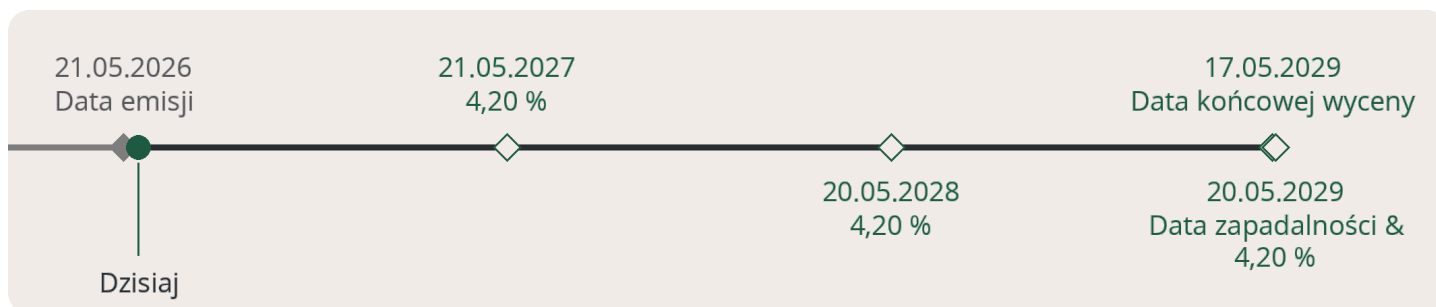 21.05.2026
Data emisji
21.05.2027
4,20 %
17.05.2029
Data końcowej wyceny
20.05.2028
4,20 %
20.05.2029
Data zapadalności &
4,20 %
Dzisiaj